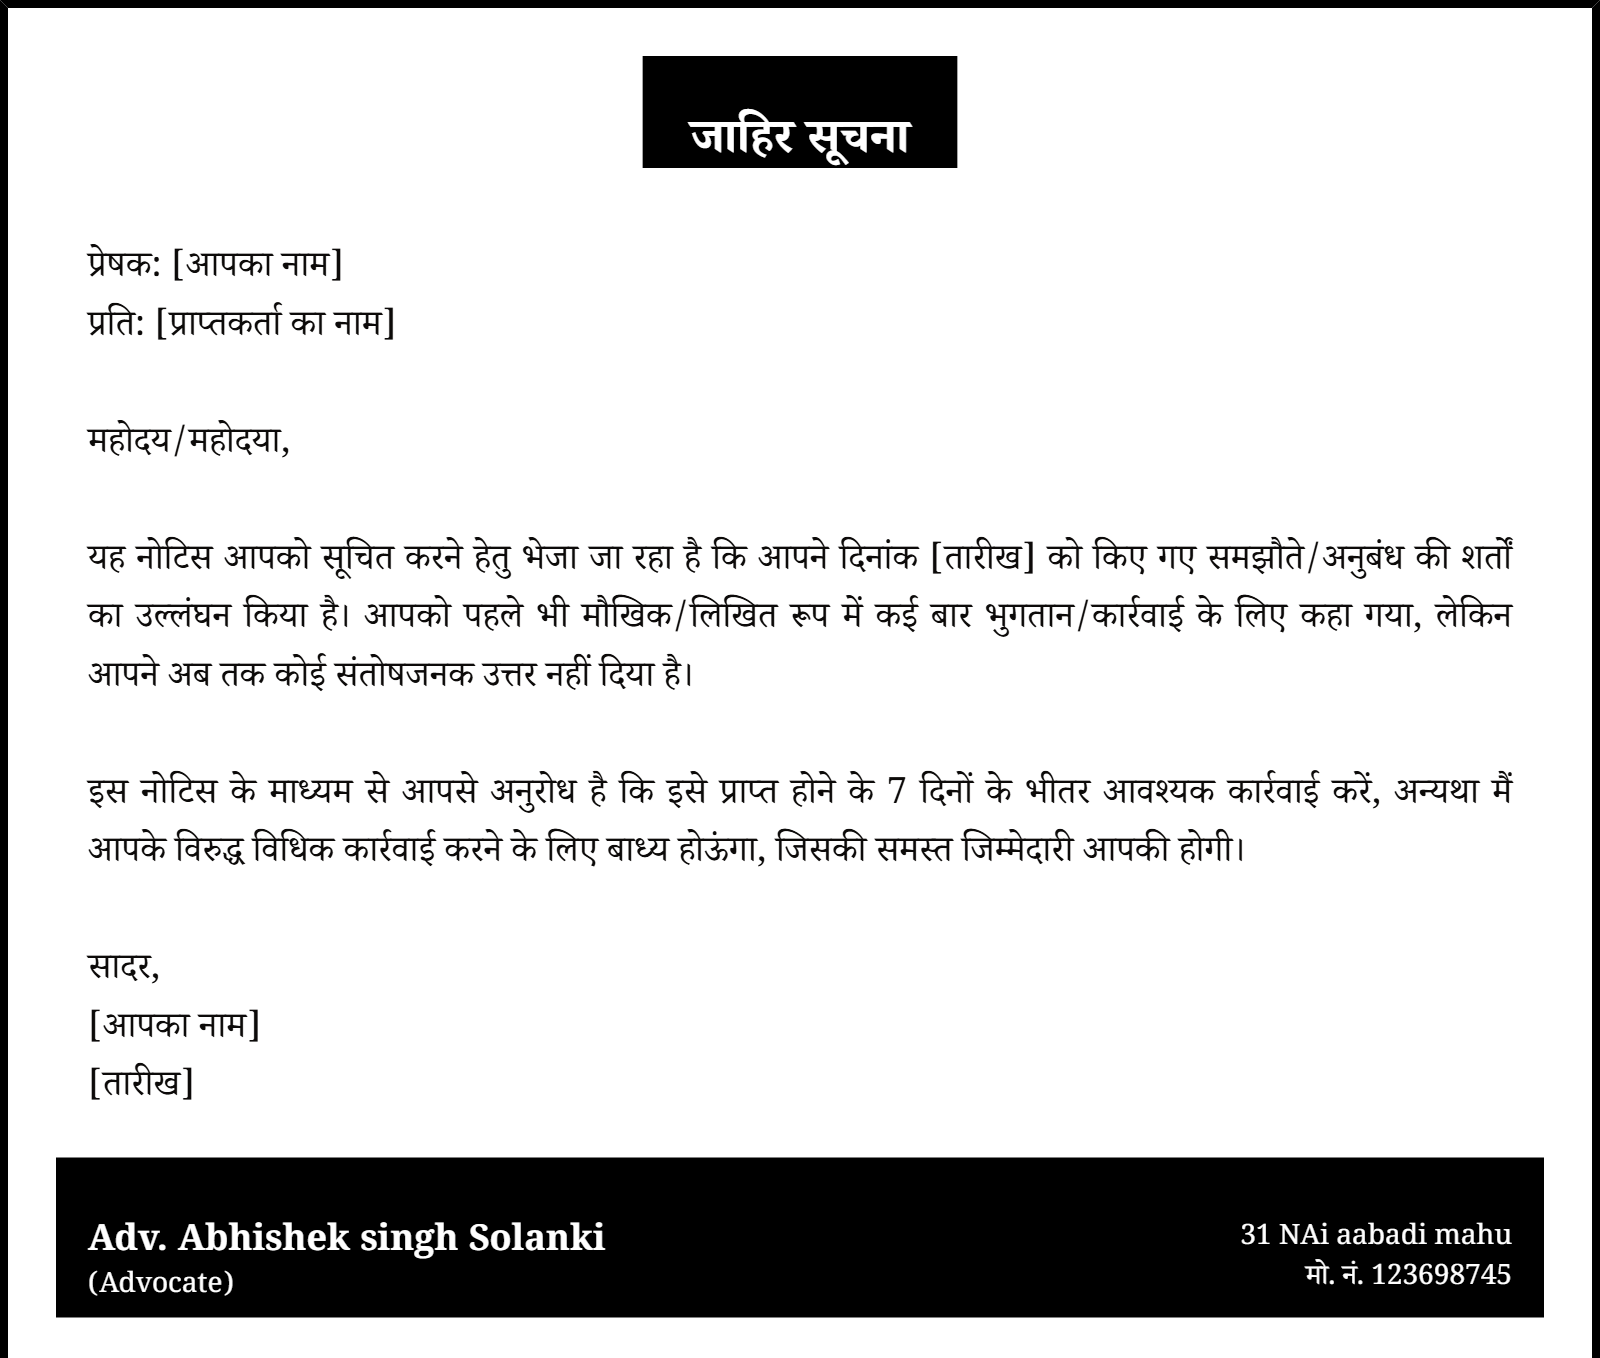 जाहिर सूचना
प्रेषक: [आपका नाम]
प्रति: [प्राप्तकर्ता का नाम]
महोदय/महोदया,
यह नोटिस आपको सूचित करने हेतु भेजा जा रहा है कि आपने दिनांक [तारीख] को किए गए समझौते/अनुबंध की शर्तों
का उल्लंघन किया है। आपको पहले भी मौखिक/लिखित रूप में कई बार भुगतान/कार्रवाई के लिए कहा गया, लेकिन
आपने अब तक कोई संतोषजनक उत्तर नहीं दिया है।
इस नोटिस के माध्यम से आपसे अनुरोध है कि इसे प्राप्त होने के 7 दिनों के भीतर आवश्यक कार्रवाई करें, अन्यथा मैं
आपके विरुद्ध विधिक कार्रवाई करने के लिए बाध्य होऊंगा, जिसकी समस्त जिम्मेदारी आपकी होगी।
सादर,
[आपका नाम]
[तारीख]
Adv. Abhishek singh Solanki
(Advocate)
31 NAi aabadi mahu
मो. नं. 123698745